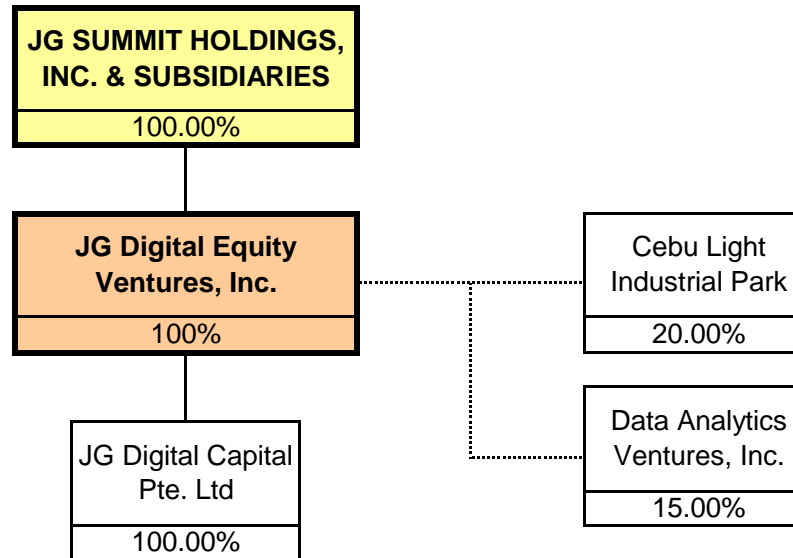 JG SUMMIT HOLDINGS,
INC. & SUBSIDIARIES
100.00%
JG Digital Equity
Ventures, Inc.
100%
Cebu Light
Industrial Park
20.00%
Data Analytics
Ventures, Inc.
15.00%
JG Digital Capital
Pte. Ltd
100.00%